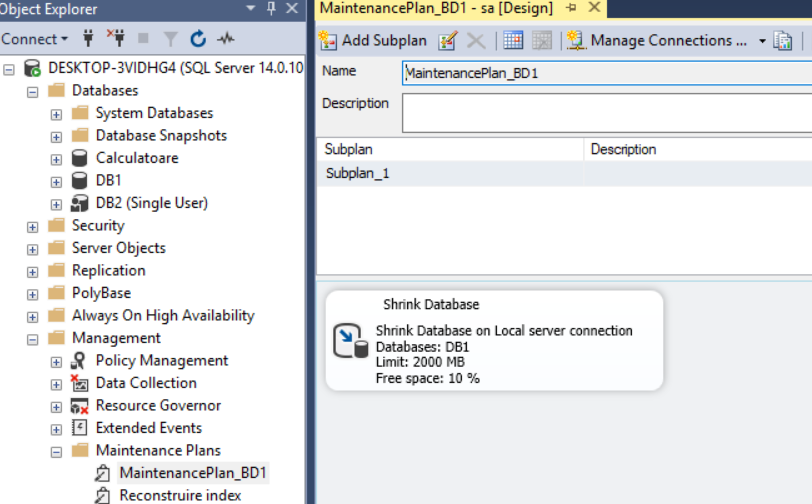 Object Explorer
Connect
DESKTOP-3VIDHG4 (SQL Server 14.0.10
Databases
System Databases
Database Snapshots
Calculatoare
DB1
DB2 (Single User)
Security
Server Objects
Replication
PolyBase
Always On High Availability
Management
Policy Management
Data Collection
Resource Governor
Extended Events
Maintenance Plans
MaintenancePlan_BD1
Reconstruire index
MaintenancePlan_BD1 - sa [Design]
Add Subplan Manage Connections ...
Name MaintenancePlan_BD1
Description
Subplan Description
Subplan_1
Shrink Database
Shrink Database on Local server connection
Databases: DB1
Limit: 2000 MB
Free space: 10 %